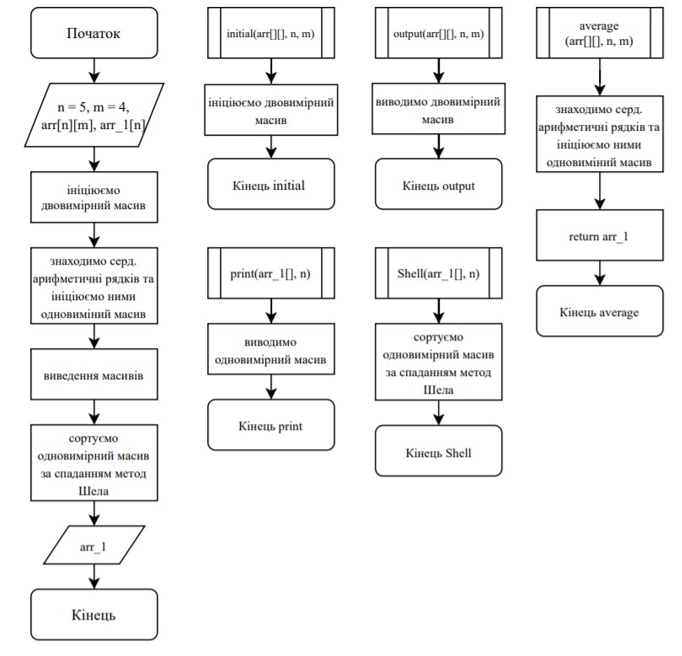 Початок
n = 5, m = 4,
arr[n][m], arr_1[n]
ініціюємо
двовимірний масив
знаходимо серд.
арифметичні рядків та
ініціюємо ними
одновиміний масив
виведення масивів
сортуємо
одновимірний масив
за спаданням метод
Шела
arr_1
Кінець
initial(arr[][], n, m)
ініціюємо двовимірний
масив
Кінець initial
output(arr[][], n, m)
виводимо двовимірний
масив
Кінець output
average
(arr[][], n, m)
знаходимо серд.
арифметичні рядків та
ініціюємо ними
одновиміний масив
return arr_1
Кінець average
print(arr_1[], n)
виводимо
одновимірний масив
Кінець print
Shell(arr_1[], n)
сортуємо
одновимірний масив
за спаданням метод
Шела
Кінець Shell